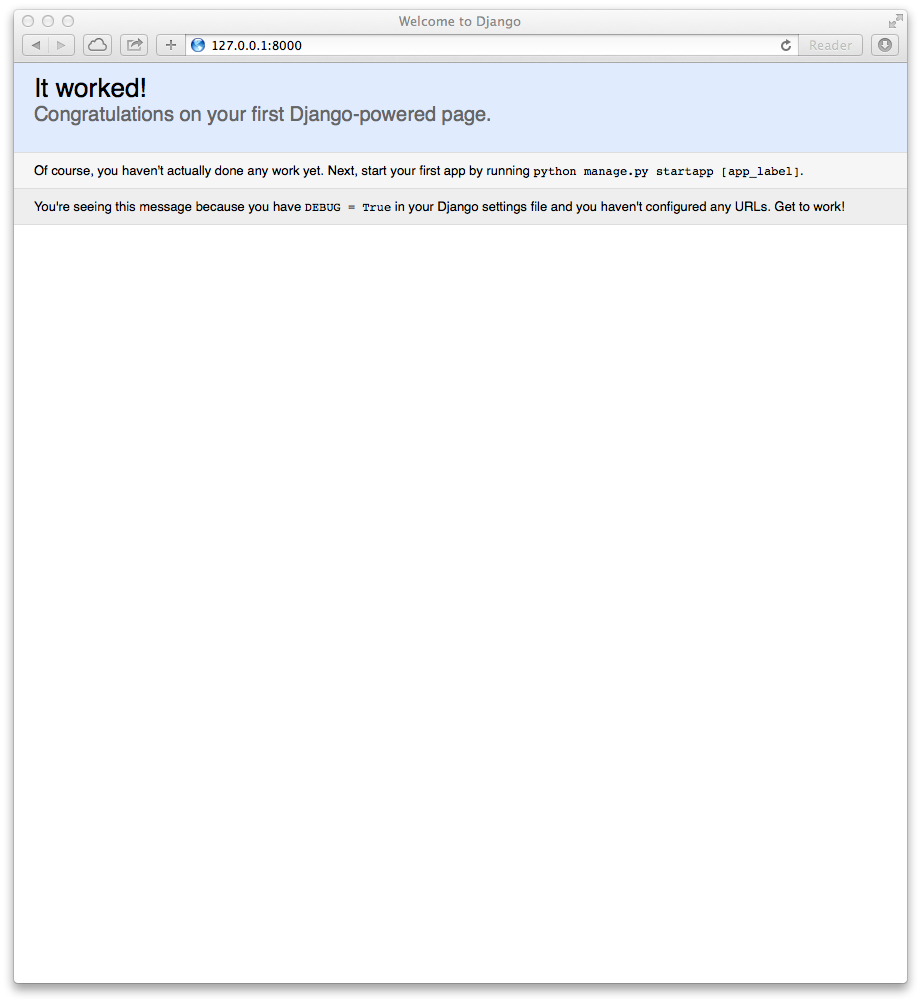 Welcome to Django
127.0.0.1:8000
Reader
It worked!
Congratulations on your first Django-powered page.
Of course, you haven't actually done any work yet. Next, start your first app by running python manage.py startapp [app_label].
You're seeing this message because you have DEBUG = True in your Django settings file and you haven't configured any URLs. Get to work!